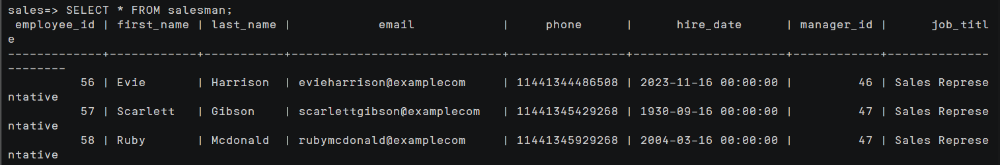 sales=> SELECT * FROM salesman;
 employee_id | first_name | last_name |            email            |     phone      |      hire_date      | manager_id |      job_titl
e
-------------+------------+-----------+-----------------------------+----------------+---------------------+------------+--------------
--------
          56 | Evie       | Harrison  | evieharrison@examplecom     | 11441344486508 | 2023-11-16 00:00:00 |         46 | Sales Represe
ntative
          57 | Scarlett   | Gibson    | scarlettgibson@examplecom   | 11441345429268 | 1930-09-16 00:00:00 |         47 | Sales Represe
ntative
          58 | Ruby       | Mcdonald  | rubymcdonald@examplecom     | 11441345929268 | 2004-03-16 00:00:00 |         47 | Sales Represe
ntative